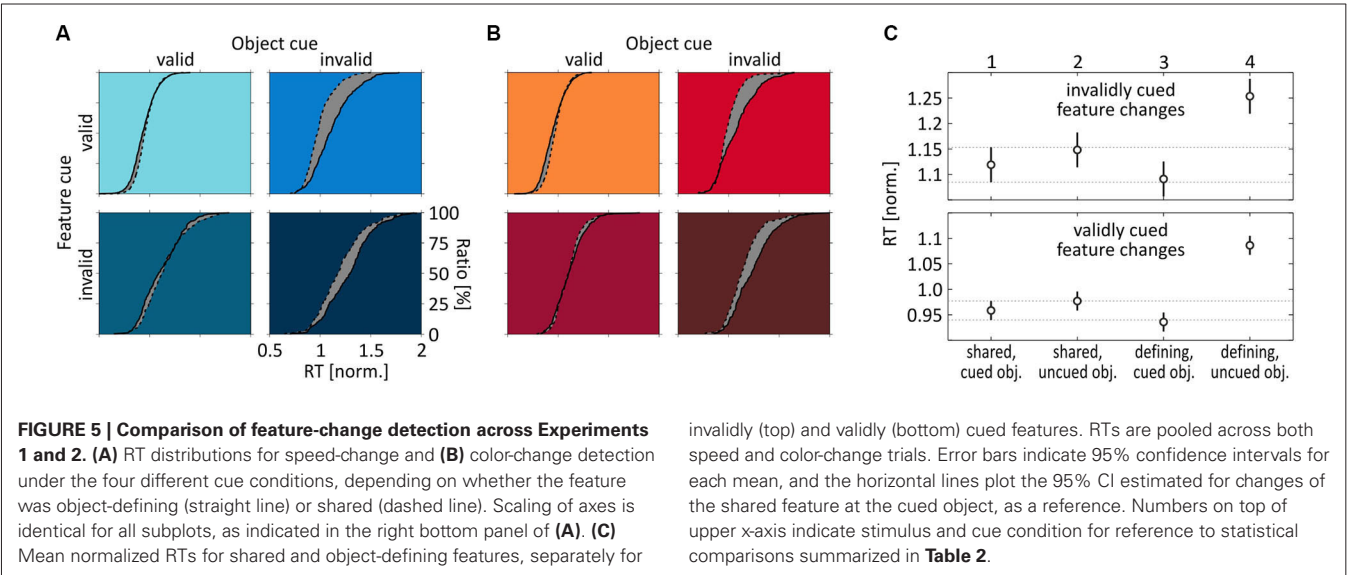 A
Object cue
valid
invalid
Feature cue
valid
invalid
100
75
50
25
0
Ratio [%]
0.5
1
1.5
2
RT [norm.]
B
Object cue
valid
invalid
C
1
2
3
4
invalidly cued
feature changes
1.25
1.2
1.15
1.1
RT [norm.]
validly cued
feature changes
1.1
1.05
1.0
0.95
shared,
cued obj.
shared,
uncued obj.
defining,
cued obj.
defining,
uncued obj.
FIGURE 5 | Comparison of feature-change detection across Experiments
1 and 2. (A) RT distributions for speed-change and (B) color-change detection
under the four different cue conditions, depending on whether the feature
was object-defining (straight line) or shared (dashed line). Scaling of axes is
identical for all subplots, as indicated in the right bottom panel of (A). (C)
Mean normalized RTs for shared and object-defining features, separately for
invalidly (top) and validly (bottom) cued features. RTs are pooled across both
speed and color-change trials. Error bars indicate 95% confidence intervals for
each mean, and the horizontal lines plot the 95% CI estimated for changes of
the shared feature at the cued object, as a reference. Numbers on top of
upper x-axis indicate stimulus and cue condition for reference to statistical
comparisons summarized in Table 2.